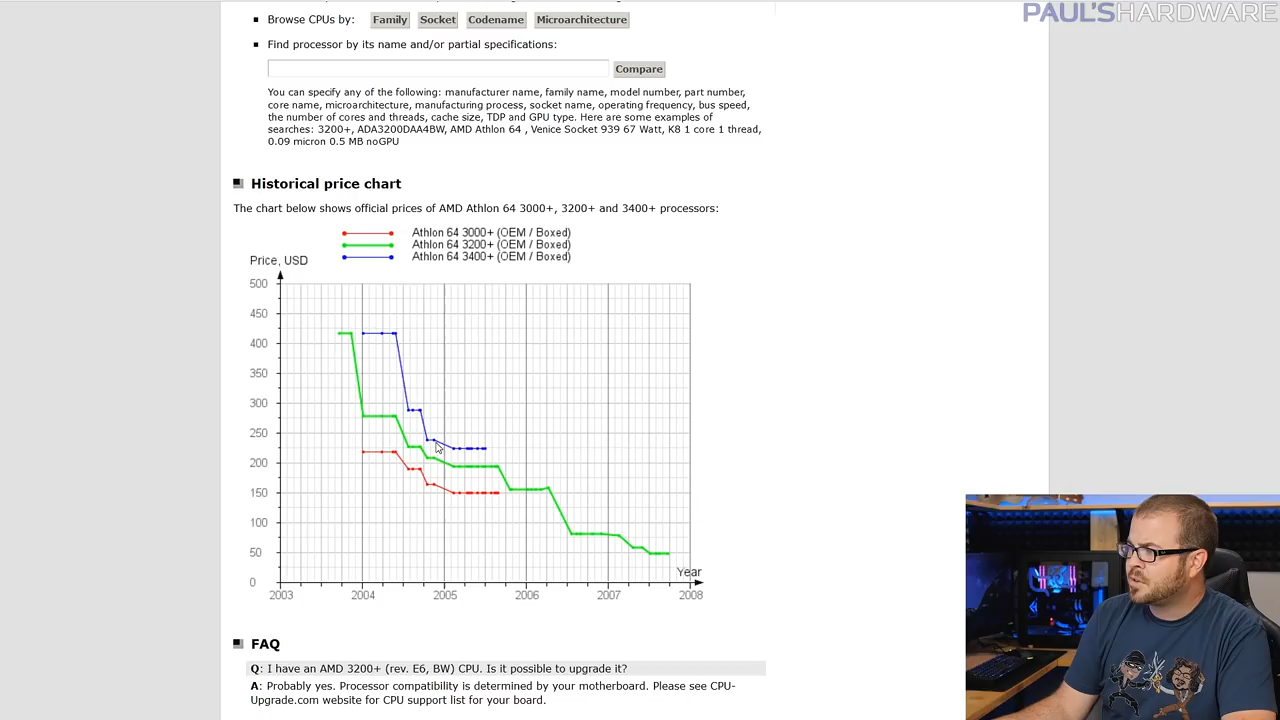 PAUL'SHARDWARE
Browse CPUs by: Family Socket Codename Microarchitecture
Find processor by its name and/or partial specifications:
Compare
You can specify any of the following: manufacturer name, family name, model number, part number,
core name, microarchitecture, manufacturing process, socket name, operating frequency, bus speed,
the number of cores and threads, cache size, TDP and GPU type. Here are some examples of
searches: 3200+, ADA3200DAA4BW, AMD Athlon 64 , Venice Socket 939 67 Watt, K8 1 core 1 thread,
0.09 micron 0.5 MB noGPU
Historical price chart
The chart below shows official prices of AMD Athlon 64 3000+, 3200+ and 3400+ processors:
Athlon 64 3000+ (OEM / Boxed)
Athlon 64 3200+ (OEM / Boxed)
Athlon 64 3400+ (OEM / Boxed)
Price, USD
500
450
400
350
300
250
200
150
100
50
0
Year
2003 2004 2005 2006 2007 2008
FAQ
Q: I have an AMD 3200+ (rev. E6, BW) CPU. Is it possible to upgrade it?
A: Probably yes. Processor compatibility is determined by your motherboard. Please see CPU-
Upgrade.com website for CPU support list for your board.